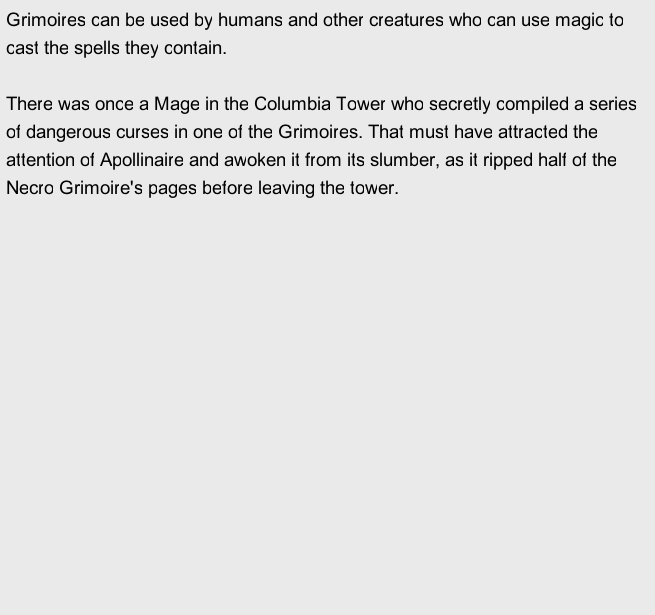 Grimoires can be used by humans and other creatures who can use magic to
cast the spells they contain.

There was once a Mage in the Columbia Tower who secretly compiled a series
of dangerous curses in one of the Grimoires. That must have attracted the
attention of Apollinaire and awoken it from its slumber, as it ripped half of the
Necro Grimoire's pages before leaving the tower.